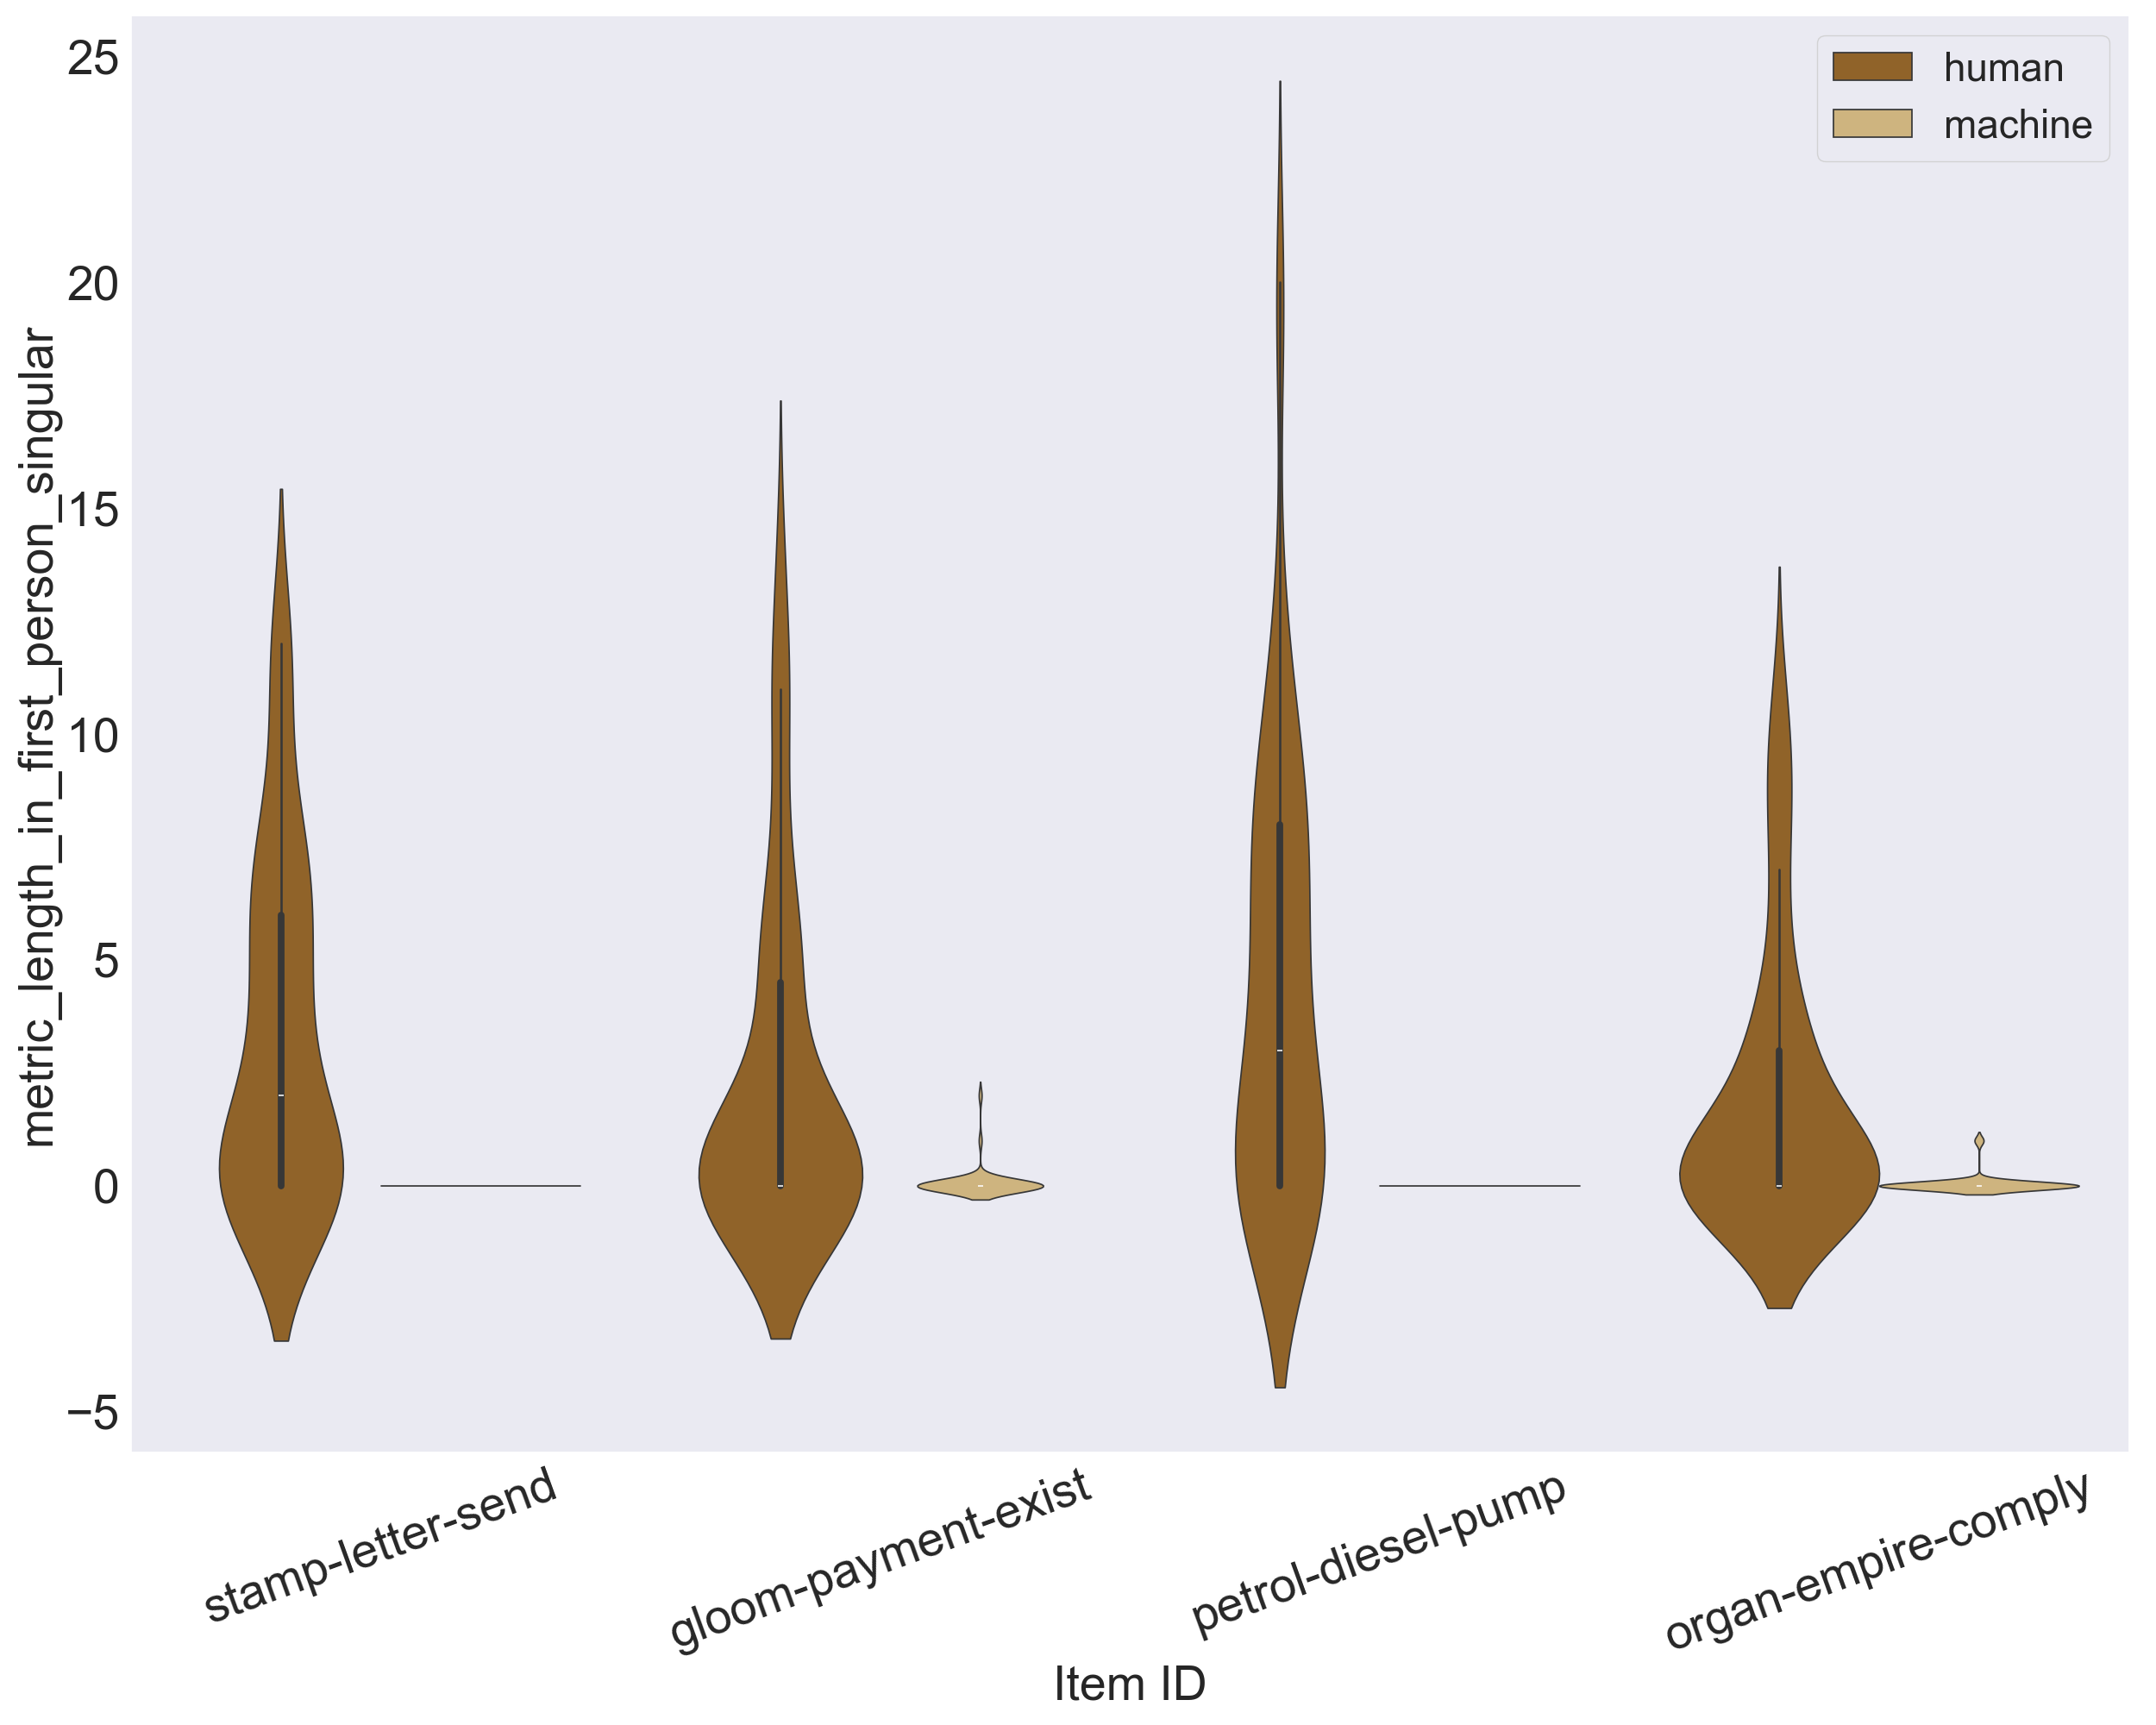 metric_length_in_first_person_singular
25
20
15
10
5
0
−5
human
machine
stamp-letter-send
gloom-payment-exist
petrol-diesel-pump
organ-empire-comply
Item ID